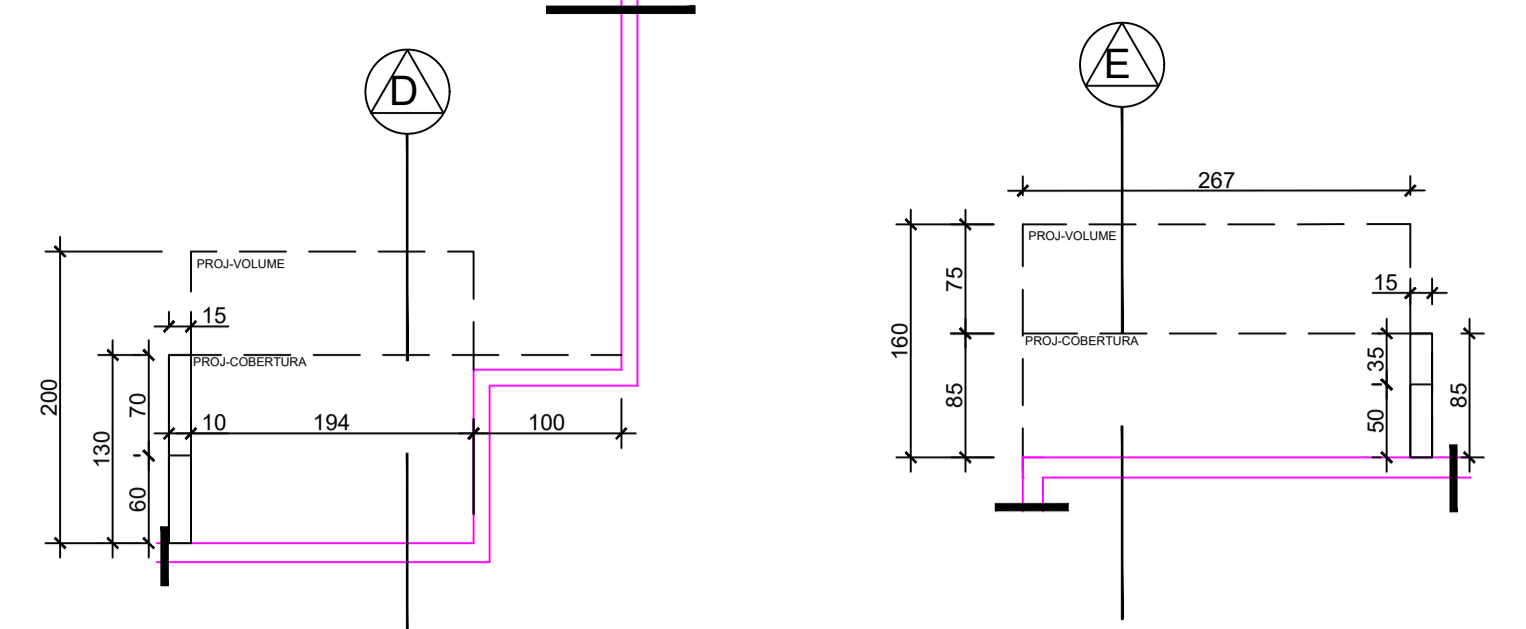 D
PROJ-VOLUME
15
PROJ-COBERTURA
200
130
70
60
10
194
100
E
267
PROJ-VOLUME
75
160
15
PROJ-COBERTURA
85
35
50
85